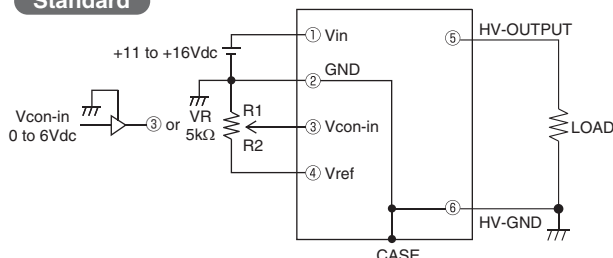 Standard
+11 to +16Vdc
① Vin
⑤ HV-OUTPUT
② GND
Vcon-in
0 to 6Vdc
③ or
VR
5kΩ
R1
R2
③ Vcon-in
④ Vref
LOAD
⑥
HV-GND
CASE